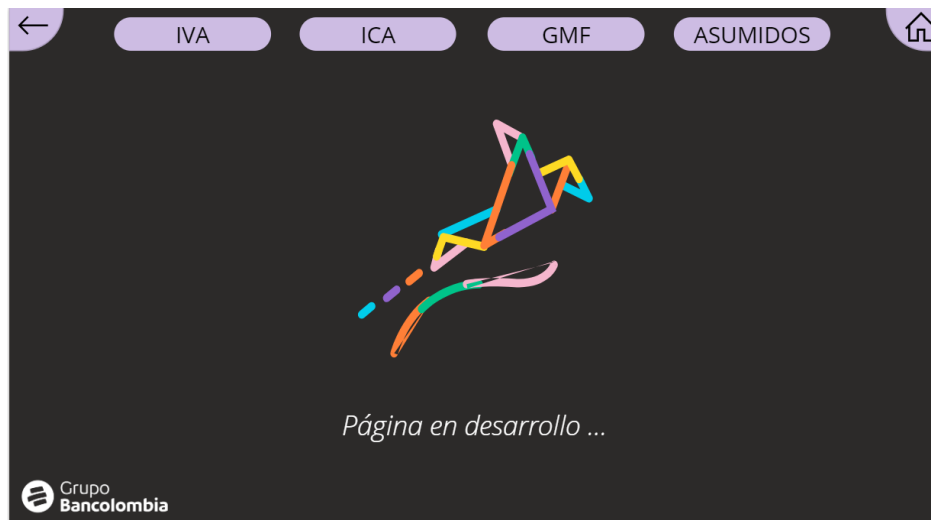 IVA
ICA
GMF
ASUMIDOS
Página en desarrollo ...
Grupo
Bancolombia